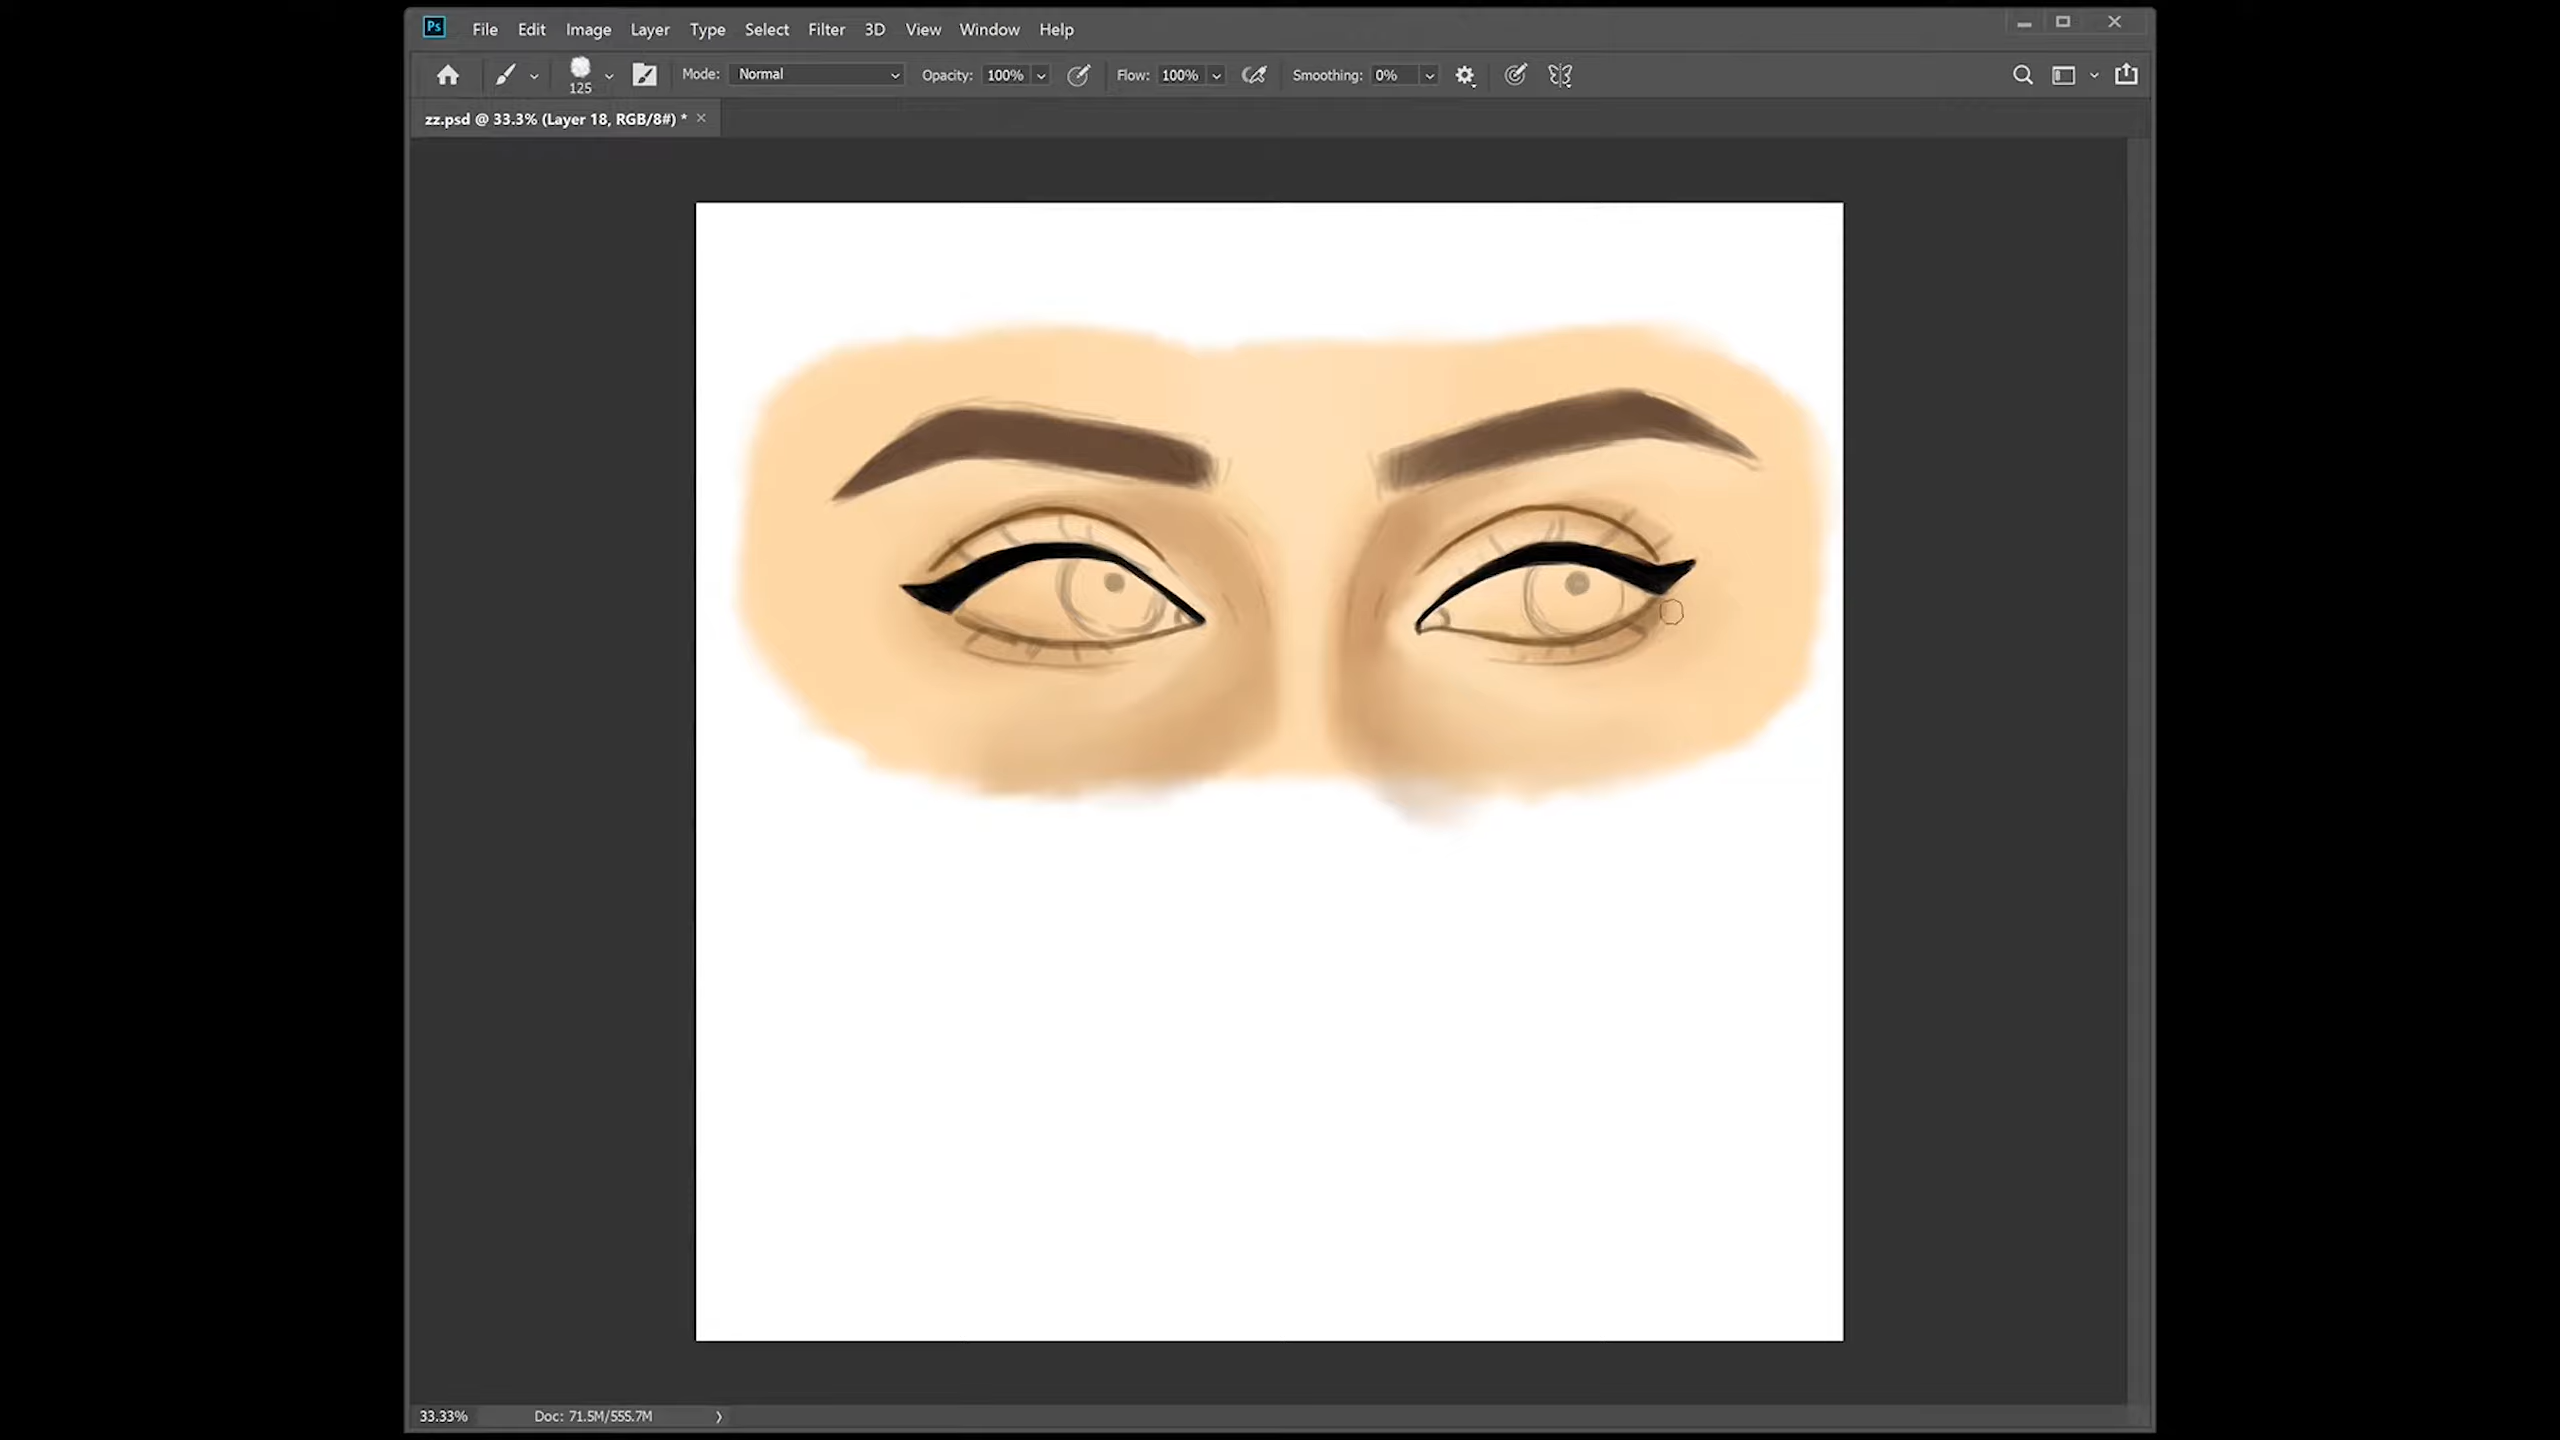 Ps File Edit Image Layer Type Select Filter 3D View Window Help
125 Mode: Normal Opacity: 100% Flow: 100% Smoothing: 0%
zz.psd @ 33.3% (Layer 18, RGB/8#) *
33.33% Doc: 71.5M/555.7M